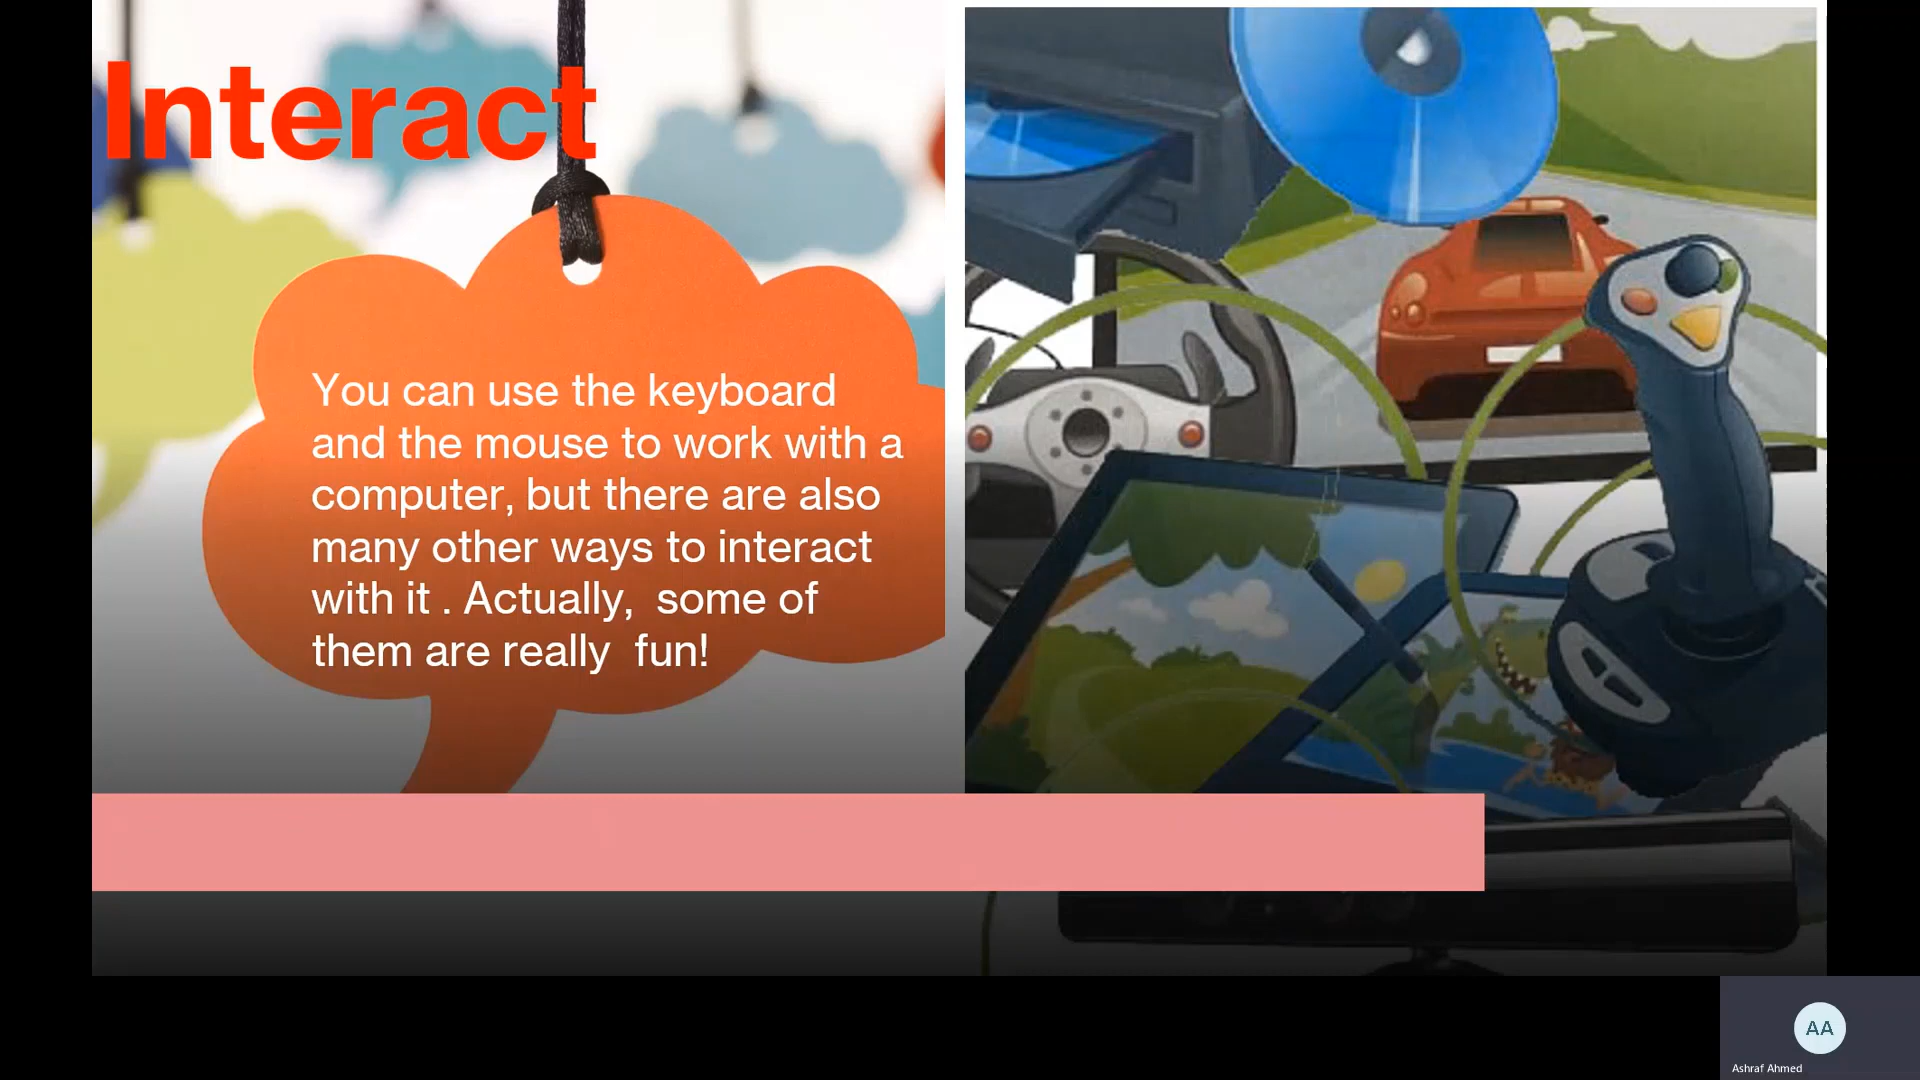 Interact
You can use the keyboard
and the mouse to work with a
computer, but there are also
many other ways to interact
with it . Actually,  some of
them are really  fun!
AA
Ashraf Ahmed